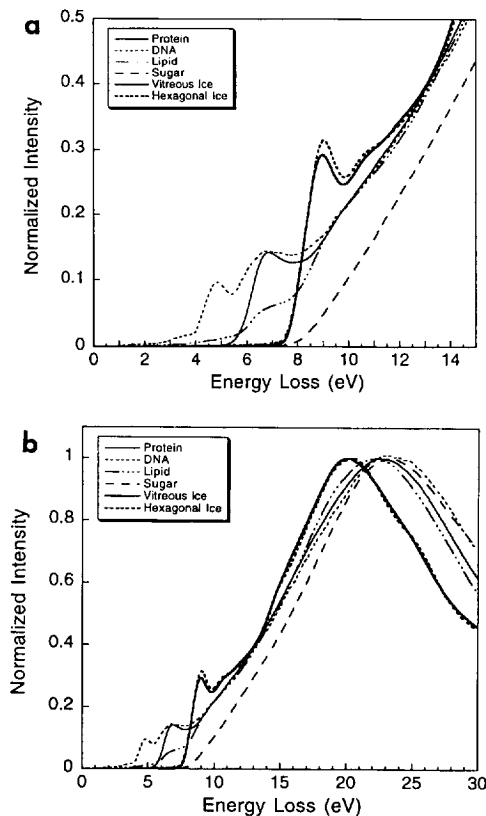 a
0.5
0.4
0.3
0.2
0.1
0
Normalized Intensity
Protein
DNA
Lipid
Sugar
Vitreous Ice
Hexagonal Ice
0 2 4 6 8 10 12 14
Energy Loss (eV)
b
1
0.8
0.6
0.4
0.2
0
Normalized Intensity
Protein
DNA
Lipid
Sugar
Vitreous Ice
Hexagonal Ice
0 5 10 15 20 25 30
Energy Loss (eV)